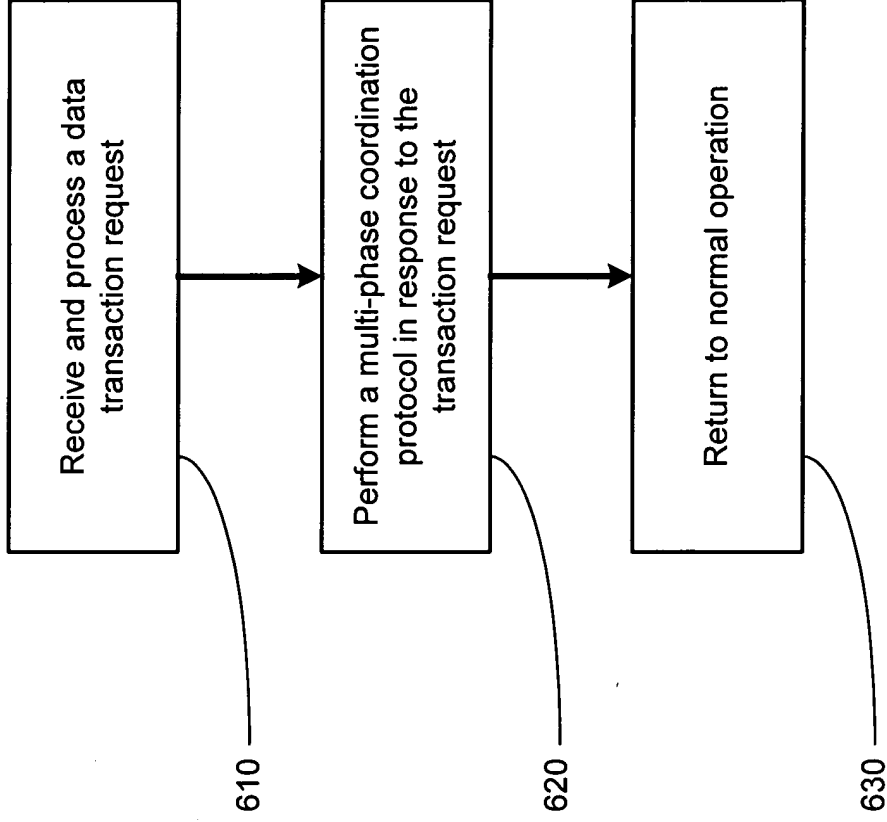 Receive and process a data
transaction request
610
Perform a multi-phase coordination
protocol in response to the
transaction request
620
Return to normal operation
630